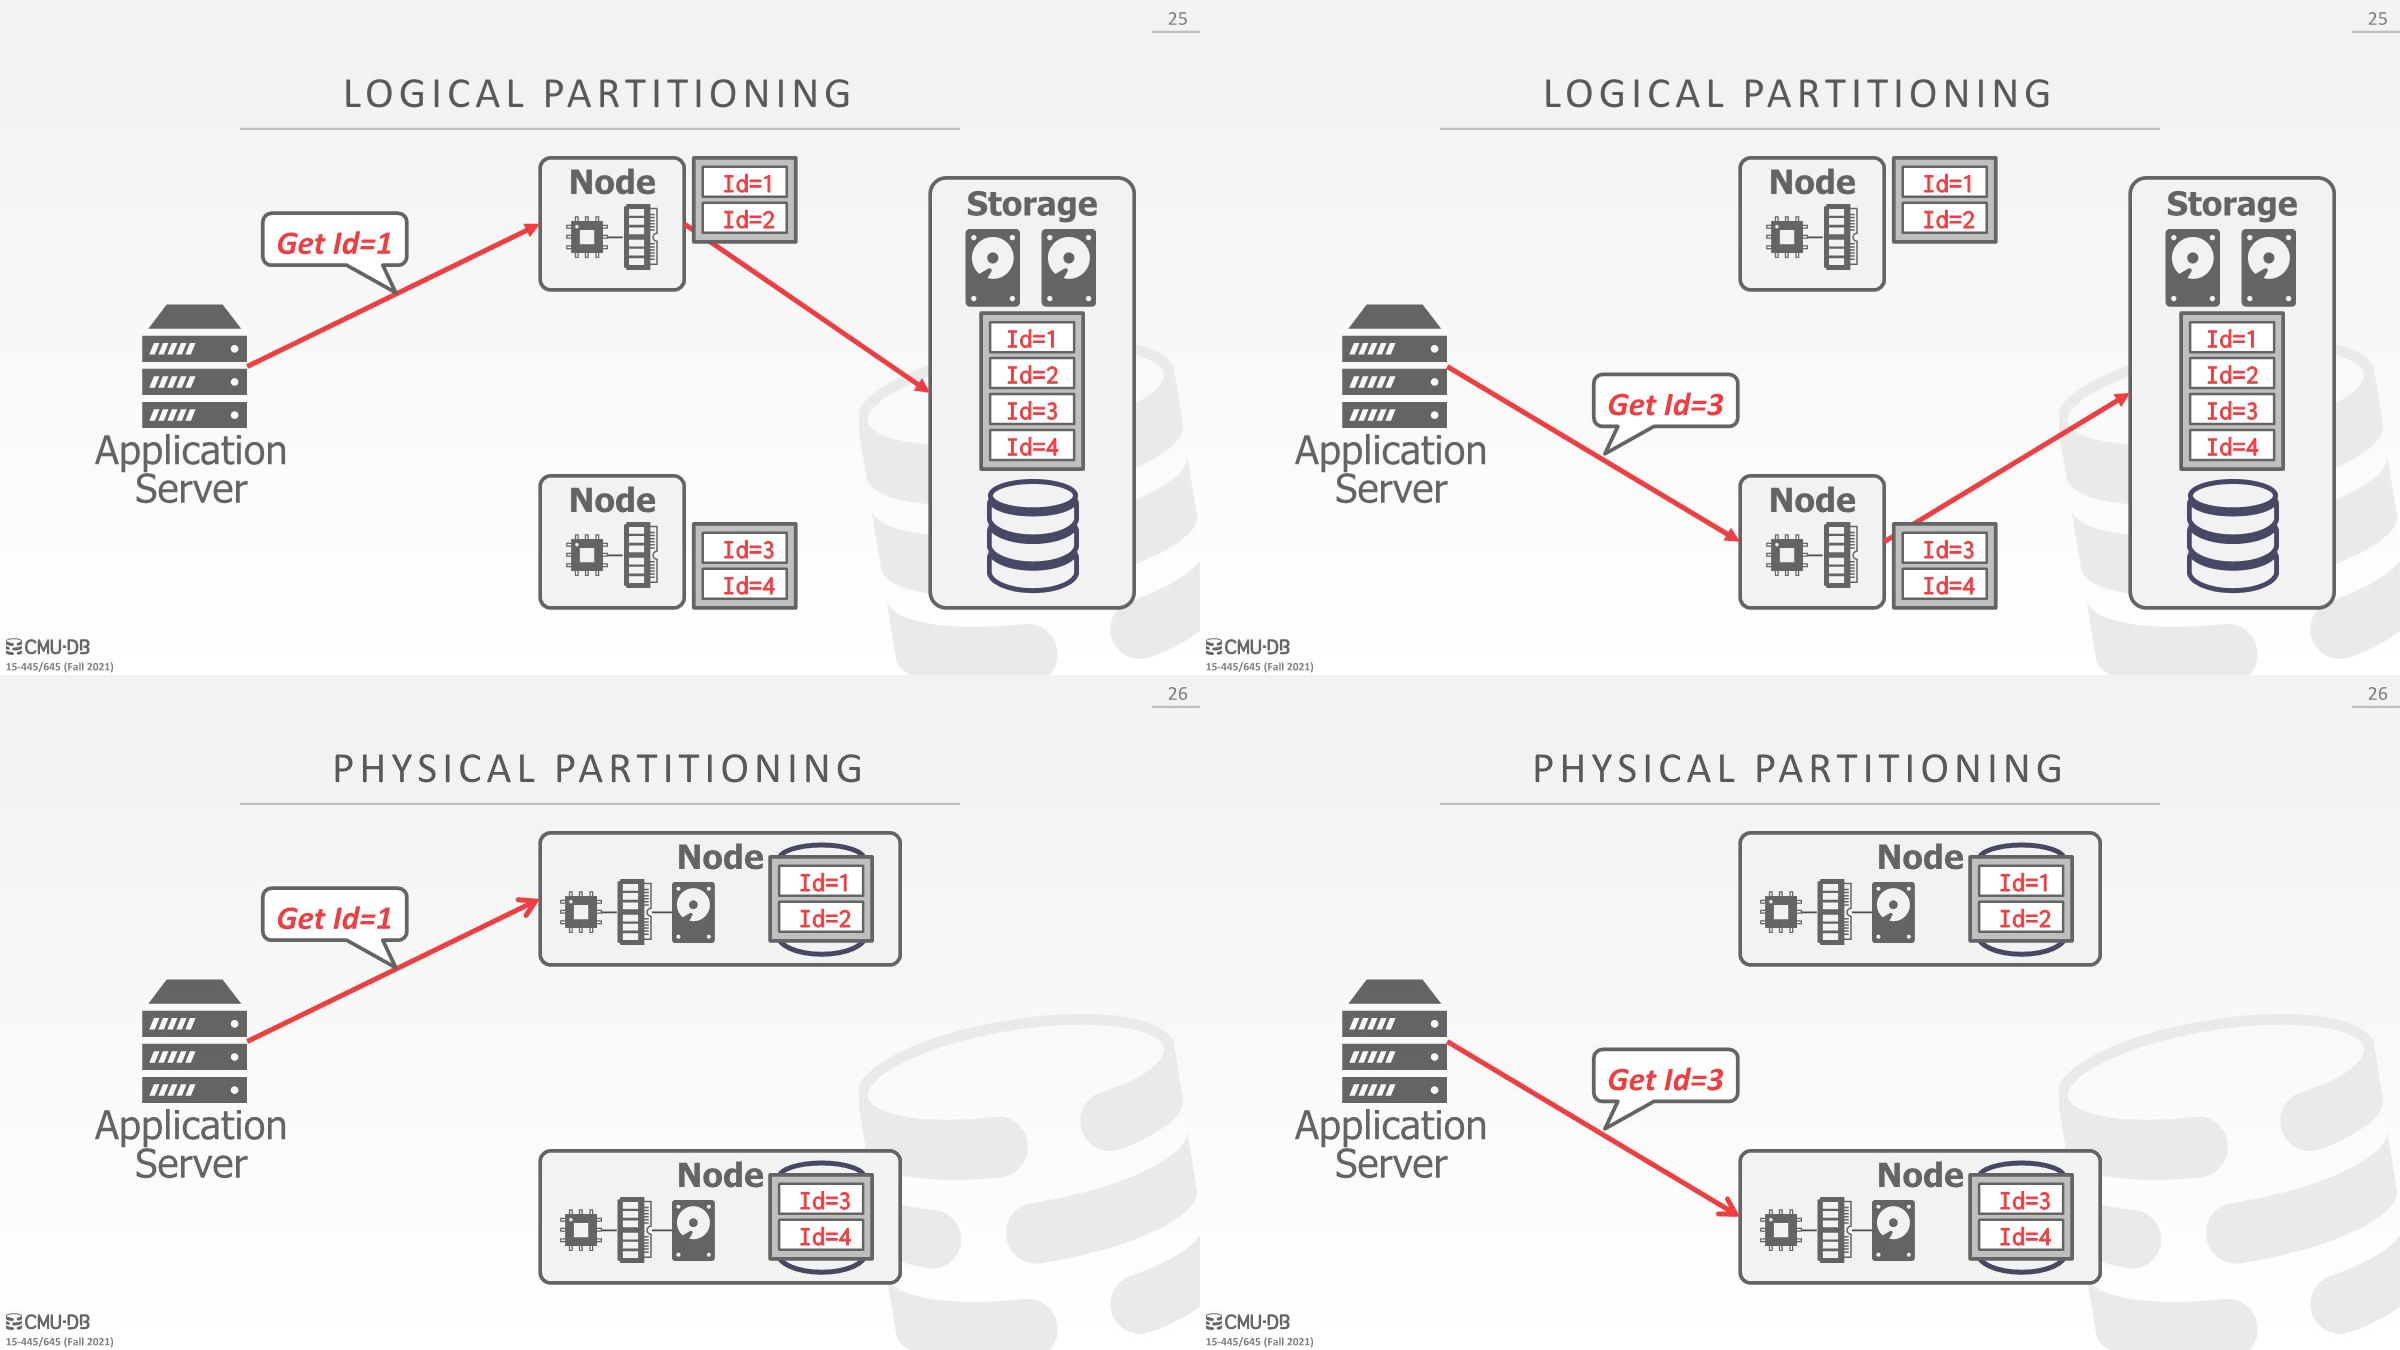 25
LOGICAL PARTITIONING
Node
Id=1
Id=2
Storage
Get Id=1
Id=1
Id=2
Id=3
Id=4
Application
Server
Node
Id=3
Id=4
CMU·DB
15-445/645 (Fall 2021)
25
LOGICAL PARTITIONING
Node
Id=1
Id=2
Storage
Id=1
Id=2
Id=3
Id=4
Get Id=3
Application
Server
Node
Id=3
Id=4
CMU·DB
15-445/645 (Fall 2021)
26
PHYSICAL PARTITIONING
Node
Id=1
Id=2
Get Id=1
Application
Server
Node
Id=3
Id=4
CMU·DB
15-445/645 (Fall 2021)
26
PHYSICAL PARTITIONING
Node
Id=1
Id=2
Get Id=3
Application
Server
Node
Id=3
Id=4
CMU·DB
15-445/645 (Fall 2021)